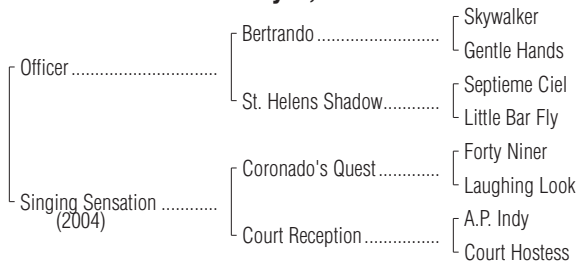 Skywalker
Bertrando
Gentle Hands
Officer
Septieme Ciel
St. Helens Shadow
Little Bar Fly
Forty Niner
Coronado's Quest
Laughing Look
Singing Sensation
(2004)
A.P. Indy
Court Reception
Court Hostess